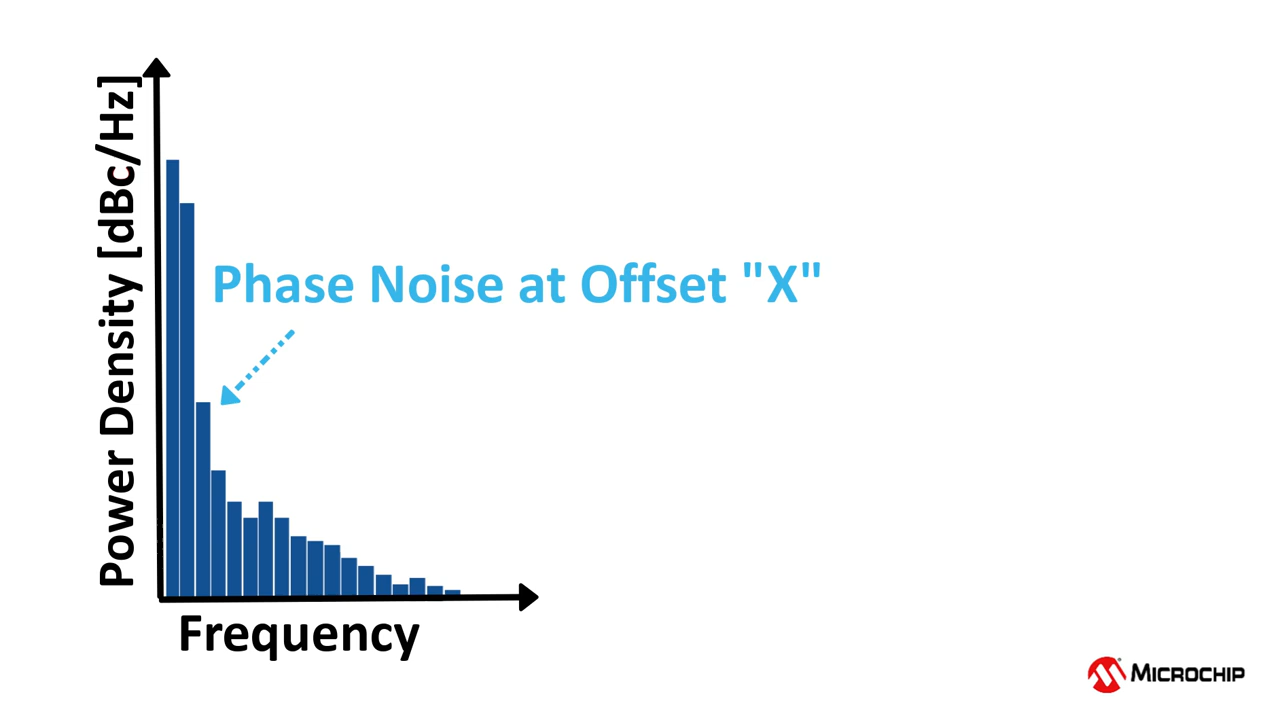 Power Density [dBc/Hz]
Phase Noise at Offset "X"
Frequency
MICROCHIP